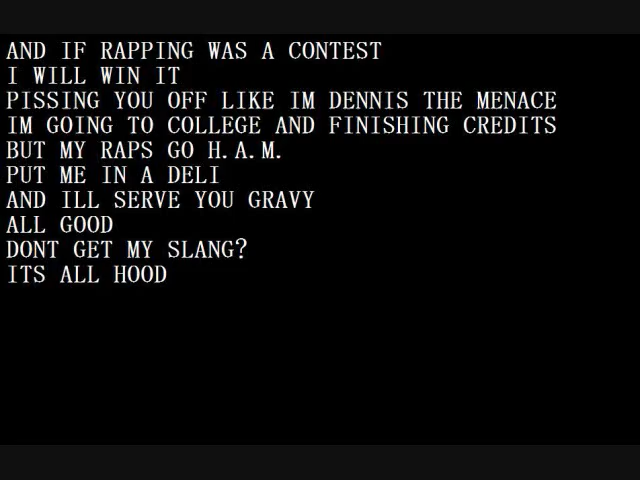 AND IF RAPPING WAS A CONTEST
I WILL WIN IT
PISSING YOU OFF LIKE IM DENNIS THE MENACE
IM GOING TO COLLEGE AND FINISHING CREDITS
BUT MY RAPS GO H.A.M.
PUT ME IN A DELI
AND ILL SERVE YOU GRAVY
ALL GOOD
DONT GET MY SLANG?
ITS ALL HOOD